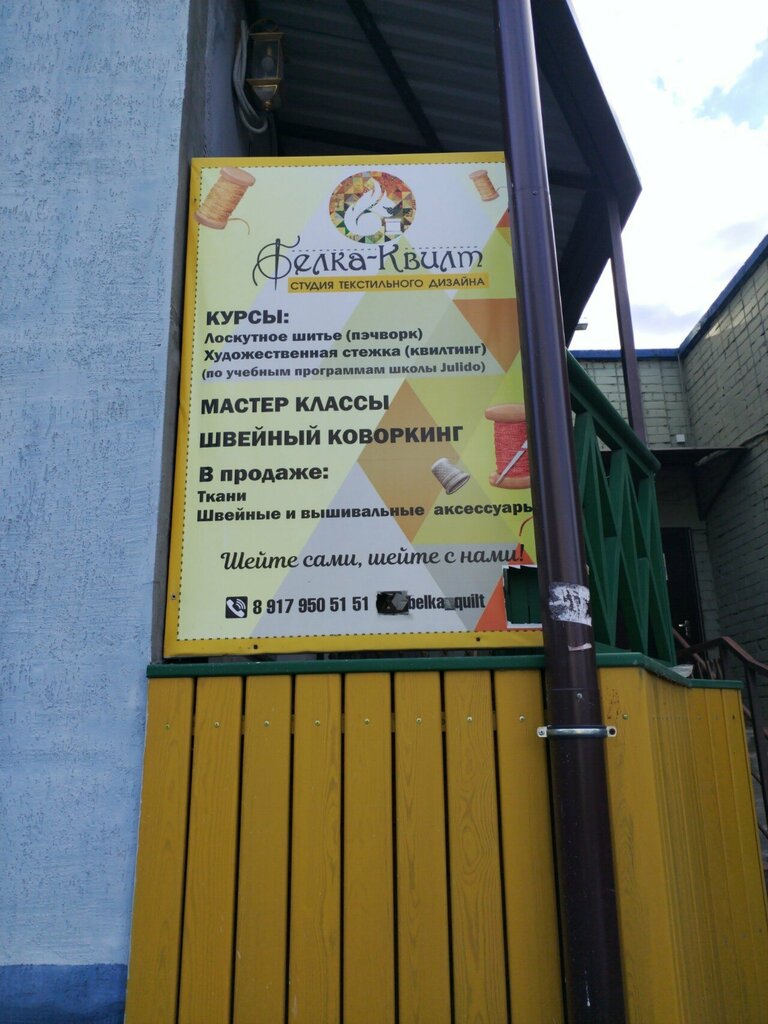 Белка-Квилт
СТУДИЯ ТЕКСТИЛЬНОГО ДИЗАЙНА
КУРСЫ:
Лоскутное шитье (пэчворк)
Художественная стежка (квилтинг)
(по учебным программам школы Julido)
МАСТЕР КЛАССЫ
ШВЕЙНЫЙ КОВОРКИНГ
В продаже:
Ткани
Швейные и вышивальные аксессуары
Шейте сами, шейте с нами!
8 917 950 51 51 belka_quilt